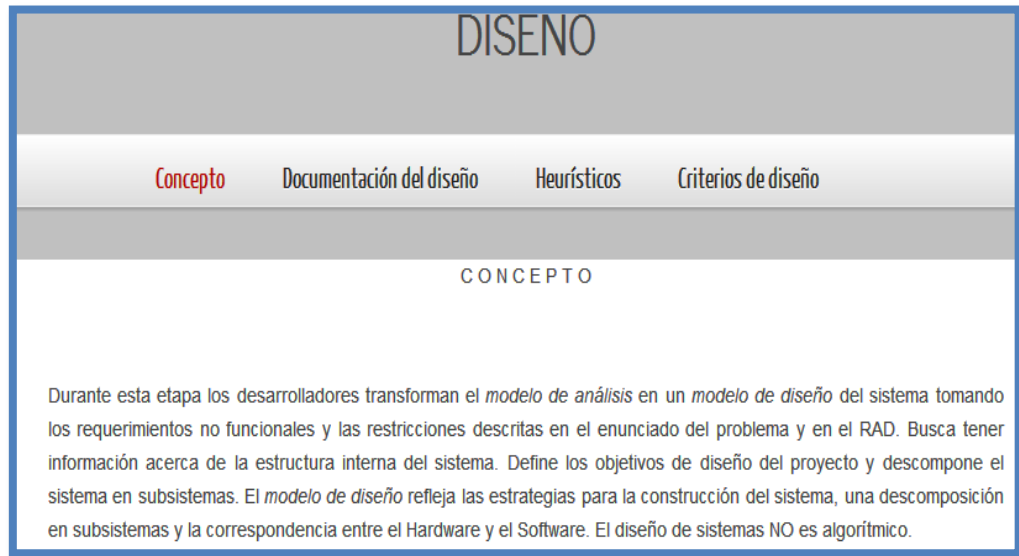 DISENO
Concepto Documentación del diseño Heurísticos Criterios de diseño
CONCEPTO
Durante esta etapa los desarrolladores transforman el modelo de análisis en un modelo de diseño del sistema tomando
los requerimientos no funcionales y las restricciones descritas en el enunciado del problema y en el RAD. Busca tener
información acerca de la estructura interna del sistema. Define los objetivos de diseño del proyecto y descompone el
sistema en subsistemas. El modelo de diseño refleja las estrategias para la construcción del sistema, una descomposición
en subsistemas y la correspondencia entre el Hardware y el Software. El diseño de sistemas NO es algorítmico.